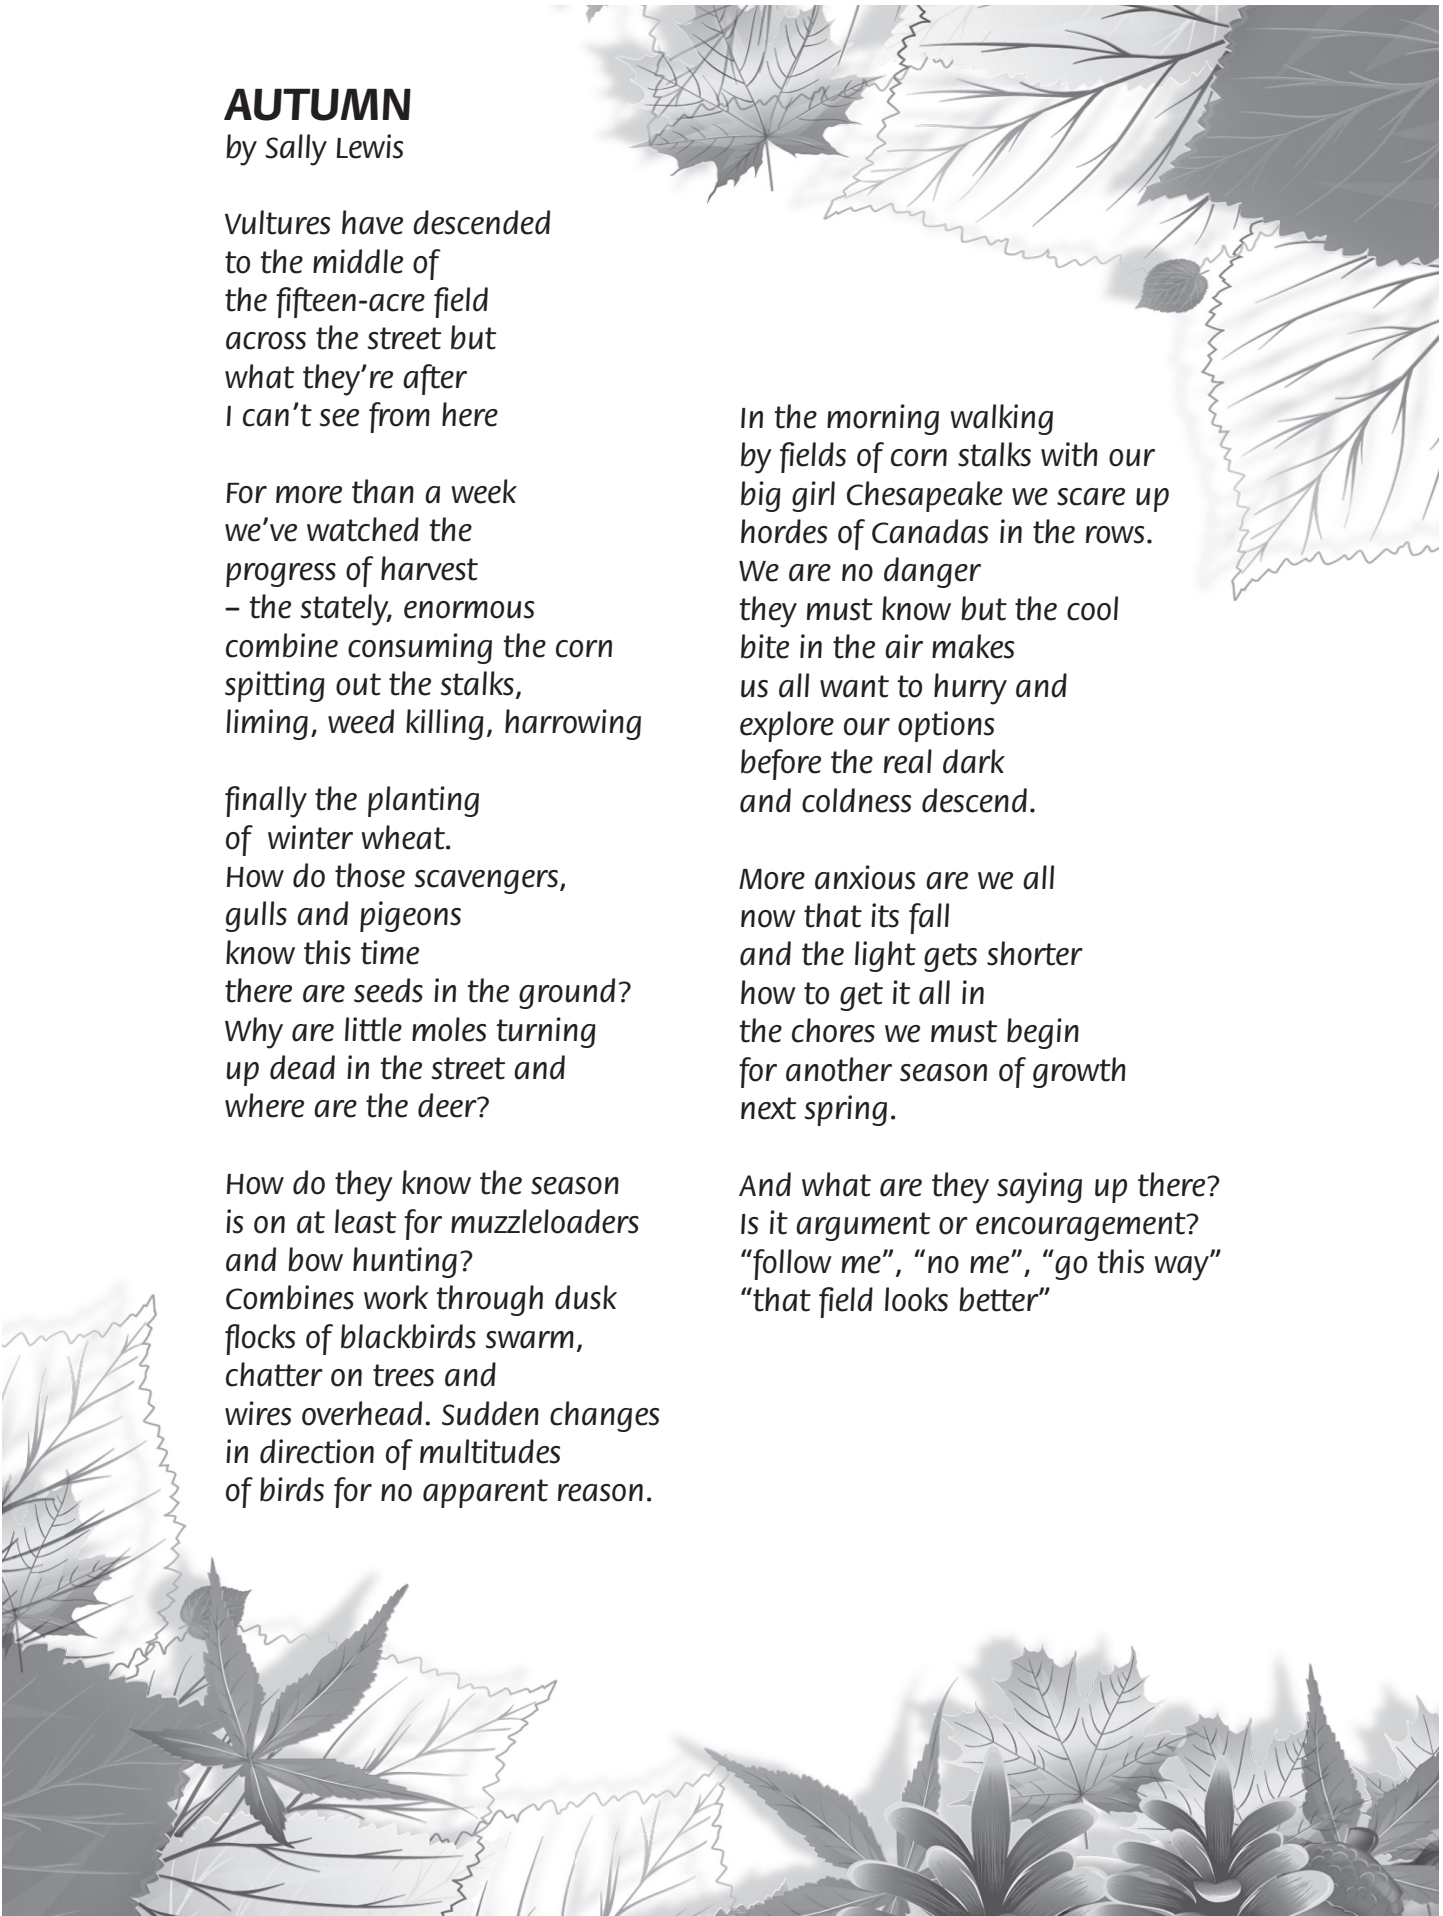 AUTUMN
by Sally Lewis

Vultures have descended
to the middle of
the fifteen-acre field
across the street but
what they’re after
I can’t see from here

For more than a week
we’ve watched the
progress of harvest
– the stately, enormous
combine consuming the corn
spitting out the stalks,
liming, weed killing, harrowing

finally the planting
of  winter wheat.
How do those scavengers,
gulls and pigeons
know this time
there are seeds in the ground?
Why are little moles turning
up dead in the street and
where are the deer?

How do they know the season
is on at least for muzzleloaders
and bow hunting?
Combines work through dusk
flocks of blackbirds swarm,
chatter on trees and
wires overhead. Sudden changes
in direction of multitudes
of birds for no apparent reason.

In the morning walking
by fields of corn stalks with our
big girl Chesapeake we scare up
hordes of Canadas in the rows.
We are no danger
they must know but the cool
bite in the air makes
us all want to hurry and
explore our options
before the real dark
and coldness descend.

More anxious are we all
now that its fall
and the light gets shorter
how to get it all in
the chores we must begin
for another season of growth
next spring.

And what are they saying up there?
Is it argument or encouragement?
“follow me”, “no me”, “go this way”
“that field looks better”